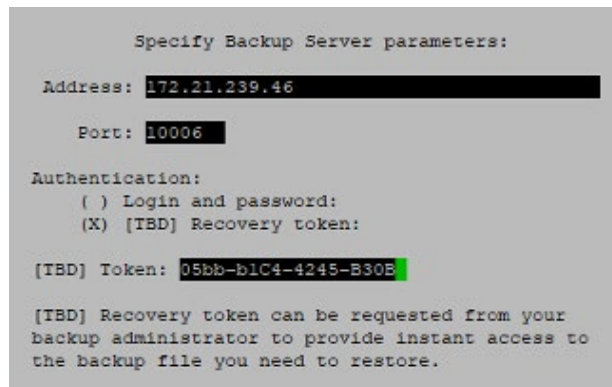 Specify Backup Server parameters:
Address: 172.21.239.46
Port: 10006
Authentication:
( ) Login and password:
(X) [TBD] Recovery token:
[TBD] Token: 05bb-b1C4-4245-B30B
[TBD] Recovery token can be requested from your
backup administrator to provide instant access to
the backup file you need to restore.